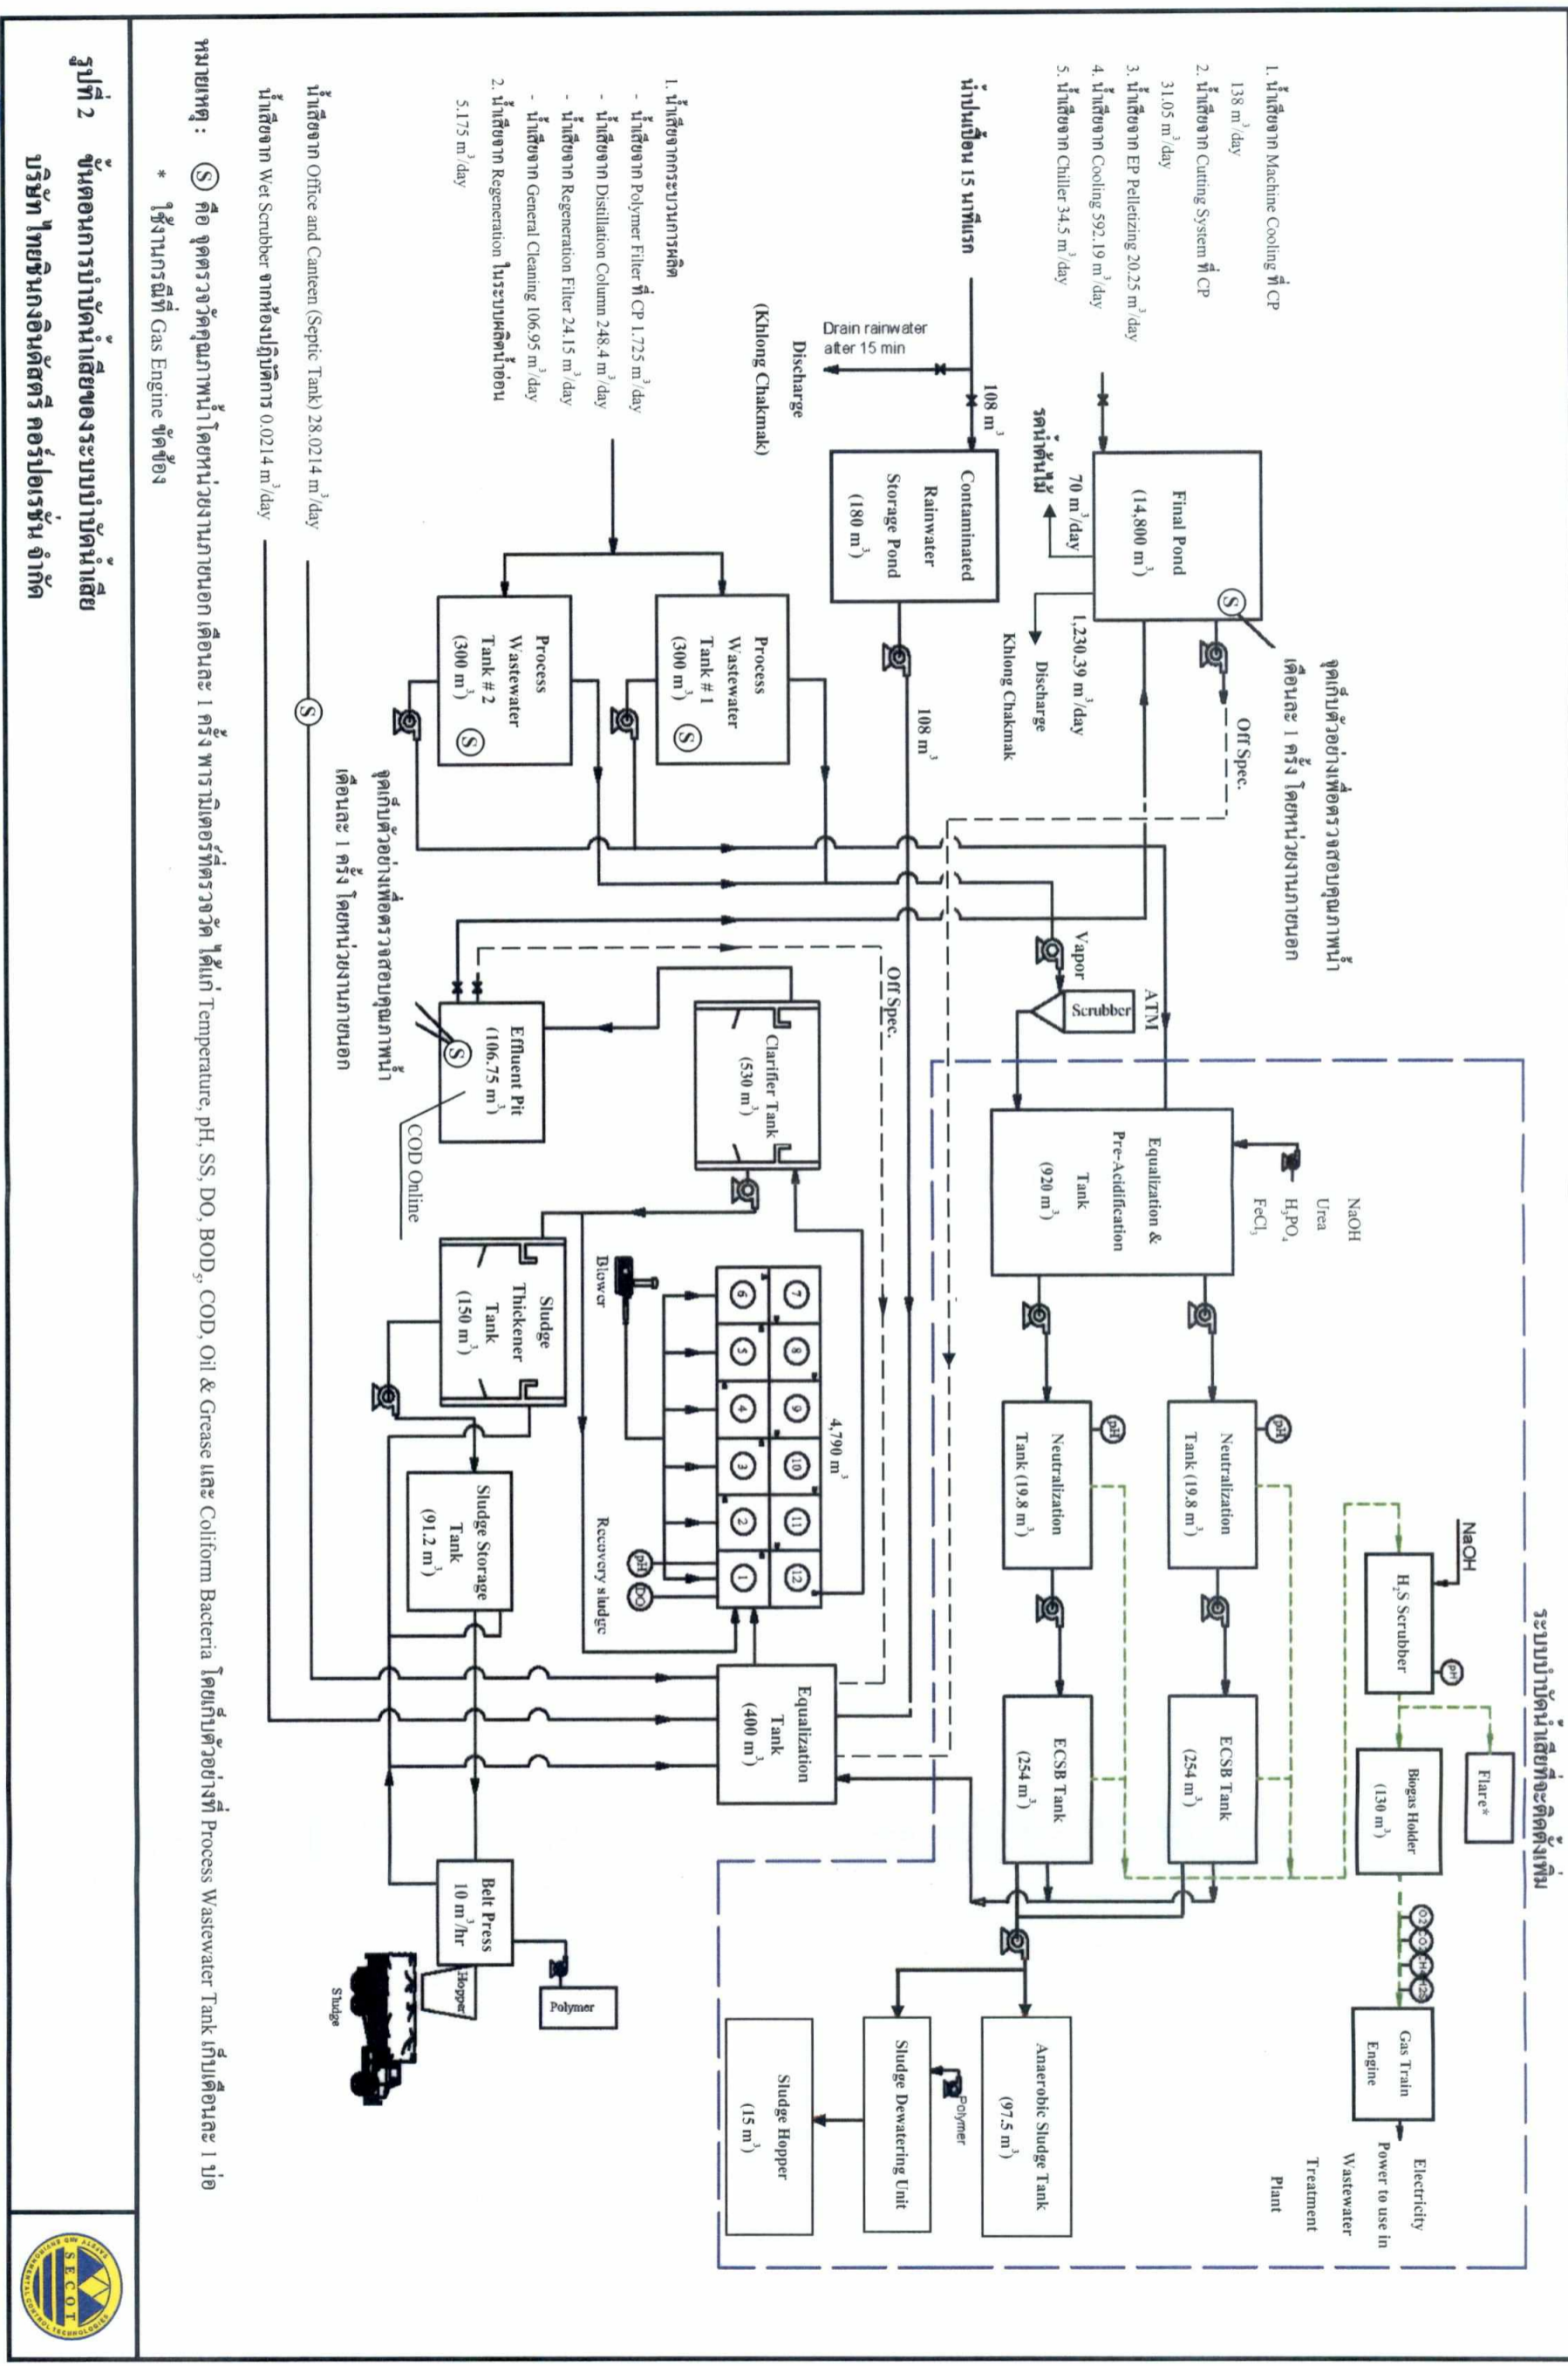 ระบบบำบัดน้ำเสียที่จะติดตั้งเพิ่ม
1. น้ำเสียจาก Machine Cooling ที่ CP
138 m³/day
2. น้ำเสียจาก Cutting System ที่ CP
31.05 m³/day
3. น้ำเสียจาก EP Pelletizing 20.25 m³/day
4. น้ำเสียจาก Cooling 592.19 m³/day
5. น้ำเสียจาก Chiller 34.5 m³/day
จุดเก็บตัวอย่างเพื่อตรวจสอบคุณภาพน้ำ
เดือนละ 1 ครั้ง โดยหน่วยงานภายนอก
Final Pond
(14,800 m³)
S
Off Spec.
70 m³/day
รดน้ำต้นไม้
1,230.39 m³/day
Discharge
Khlong Chakmak
น้ำฝนปนเปื้อน 15 นาทีแรก
108 m³
Drain rainwater
after 15 min
Discharge
(Khlong Chakmak)
Contaminated
Rainwater
Storage Pond
(180 m³)
108 m³
NaOH
H₂S Scrubber
pH
Flare*
Biogas Holder
(130 m³)
O2
CO2
CH4
H2S
Gas Train
Engine
Electricity
Power to use in
Wastewater
Treatment
Plant
NaOH
Urea
H₃PO₄
FeCl₃
Vapor
ATM
Scrubber
Equalization &
Pre-Acidification
Tank
(920 m³)
pH
Neutralization
Tank (19.8 m³)
ECSB Tank
(254 m³)
pH
Neutralization
Tank (19.8 m³)
ECSB Tank
(254 m³)
Anaerobic Sludge Tank
(97.5 m³)
Polymer
Sludge Dewatering Unit
Sludge Hopper
(15 m³)
1. น้ำเสียจากกระบวนการผลิต
- น้ำเสียจาก Polymer Filter ที่ CP 1.725 m³/day
- น้ำเสียจาก Distillation Column 248.4 m³/day
- น้ำเสียจาก Regeneration Filter 24.15 m³/day
- น้ำเสียจาก General Cleaning 106.95 m³/day
2. น้ำเสียจาก Regeneration ในระบบผลิตน้ำอ่อน
5.175 m³/day
Process
Wastewater
Tank # 1
(300 m³)
S
Process
Wastewater
Tank # 2
(300 m³)
S
Off Spec.
Clarifier Tank
(530 m³)
4,790 m³
7 8 9 10 11 12
6 5 4 3 2 1
Blower
pH
DO
Recovery sludge
Equalization
Tank
(400 m³)
Effluent Pit
(106.75 m³)
S
COD Online
จุดเก็บตัวอย่างเพื่อตรวจสอบคุณภาพน้ำ
เดือนละ 1 ครั้ง โดยหน่วยงานภายนอก
Sludge
Thickener
Tank
(150 m³)
Sludge Storage
Tank
(91.2 m³)
Belt Press
10 m³/hr
Polymer
Hopper
Sludge
น้ำเสียจาก Office and Canteen (Septic Tank) 28.0214 m³/day
S
น้ำเสียจาก Wet Scrubber จากห้องปฏิบัติการ 0.0214 m³/day
หมายเหตุ : S คือ จุดตรวจวัดคุณภาพน้ำโดยหน่วยงานภายนอก เดือนละ 1 ครั้ง พารามิเตอร์ที่ตรวจวัด ได้แก่ Temperature, pH, SS, DO, BOD₅, COD, Oil & Grease และ Coliform Bacteria โดยเก็บตัวอย่างที่ Process Wastewater Tank เก็บเดือนละ 1 บ่อ
* ใช้งานกรณีที่ Gas Engine ขัดข้อง
รูปที่ 2 ขั้นตอนการบำบัดน้ำเสียของระบบบำบัดน้ำเสีย
บริษัท ไทยชินกงอินดัสตรี คอร์ปอเรชั่น จำกัด
SECOT
SAFETY AND ENVIRONMENTAL CONTROL TECHNOLOGIES